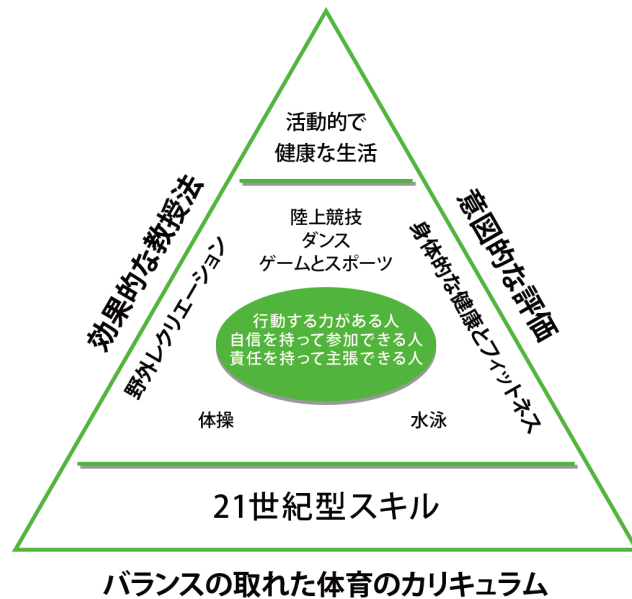 活動的で
健康な生活
効果的な教授法
意図的な評価
陸上競技
ダンス
ゲームとスポーツ
野外レクリエーション
身体的な健康とフィットネス
行動する力がある人
自信を持って参加できる人
責任を持って主張できる人
体操
水泳
21世紀型スキル
バランスの取れた体育のカリキュラム